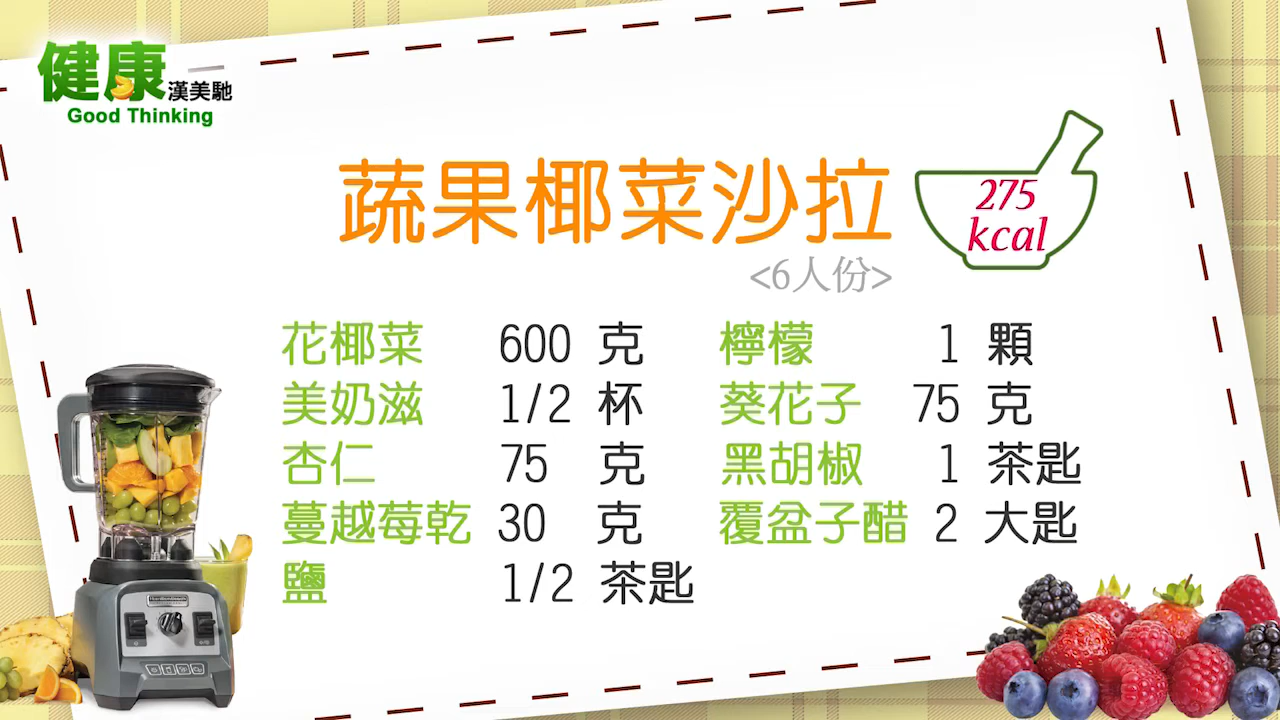 健康漢美馳
Good Thinking
蔬果椰菜沙拉
275
kcal
<6人份>
花椰菜 600 克 檸檬 1 顆
美奶滋 1/2 杯 葵花子 75 克
杏仁 75 克 黑胡椒 1 茶匙
蔓越莓乾 30 克 覆盆子醋 2 大匙
鹽 1/2 茶匙